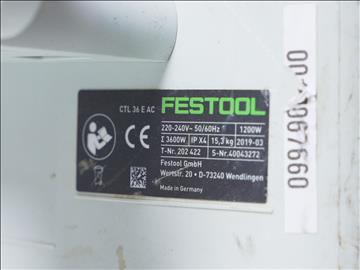 CTL 36 E AC
FESTOOL
220-240V~ 50/60Hz 1200W
Σ 3600W IP X4 15,3 kg 2019-03
T-Nr. 202 422 S-Nr. 40043272
Festool GmbH
Wertstr. 20 • D-73240 Wendlingen
Made in Germany
CE